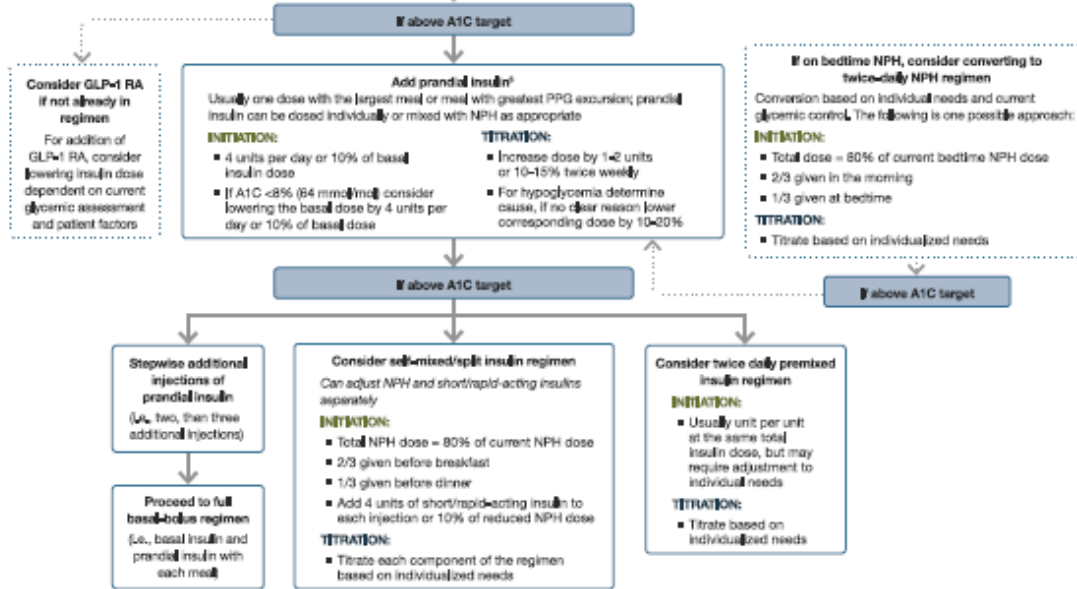 If above A1C target
Consider GLP-1 RA
if not already in
regimen
For addition of
GLP-1 RA, consider
lowering insulin dose
dependent on current
glycemic assessment
and patient factors
Add prandial insulin⁵
Usually one dose with the largest meal or meal with greatest PPG excursion; prandial
insulin can be dosed individually or mixed with NPH as appropriate
INITIATION:
▪ 4 units per day or 10% of basal
insulin dose
▪ If A1C <8% (64 mmol/mol) consider
lowering the basal dose by 4 units per
day or 10% of basal dose
TITRATION:
▪ Increase dose by 1–2 units
or 10–15% twice weekly
▪ For hypoglycemia determine
cause, if no clear reason lower
corresponding dose by 10–20%
If on bedtime NPH, consider converting to
twice-daily NPH regimen
Conversion based on individual needs and current
glycemic control. The following is one possible approach:
INITIATION:
▪ Total dose = 80% of current bedtime NPH dose
▪ 2/3 given in the morning
▪ 1/3 given at bedtime
TITRATION:
▪ Titrate based on individualized needs
If above A1C target
If above A1C target
Stepwise additional
injections of
prandial insulin
(i.e., two, then three
additional injections)
Proceed to full
basal-bolus regimen
(i.e., basal insulin and
prandial insulin with
each meal)
Consider self-mixed/split insulin regimen
Can adjust NPH and short/rapid-acting insulins
separately
INITIATION:
▪ Total NPH dose = 80% of current NPH dose
▪ 2/3 given before breakfast
▪ 1/3 given before dinner
▪ Add 4 units of short/rapid-acting insulin to
each injection or 10% of reduced NPH dose
TITRATION:
▪ Titrate each component of the regimen
based on individualized needs
Consider twice daily premixed
insulin regimen
INITIATION:
▪ Usually unit per unit
at the same total
insulin dose, but may
require adjustment to
individual needs
TITRATION:
▪ Titrate based on
individualized needs